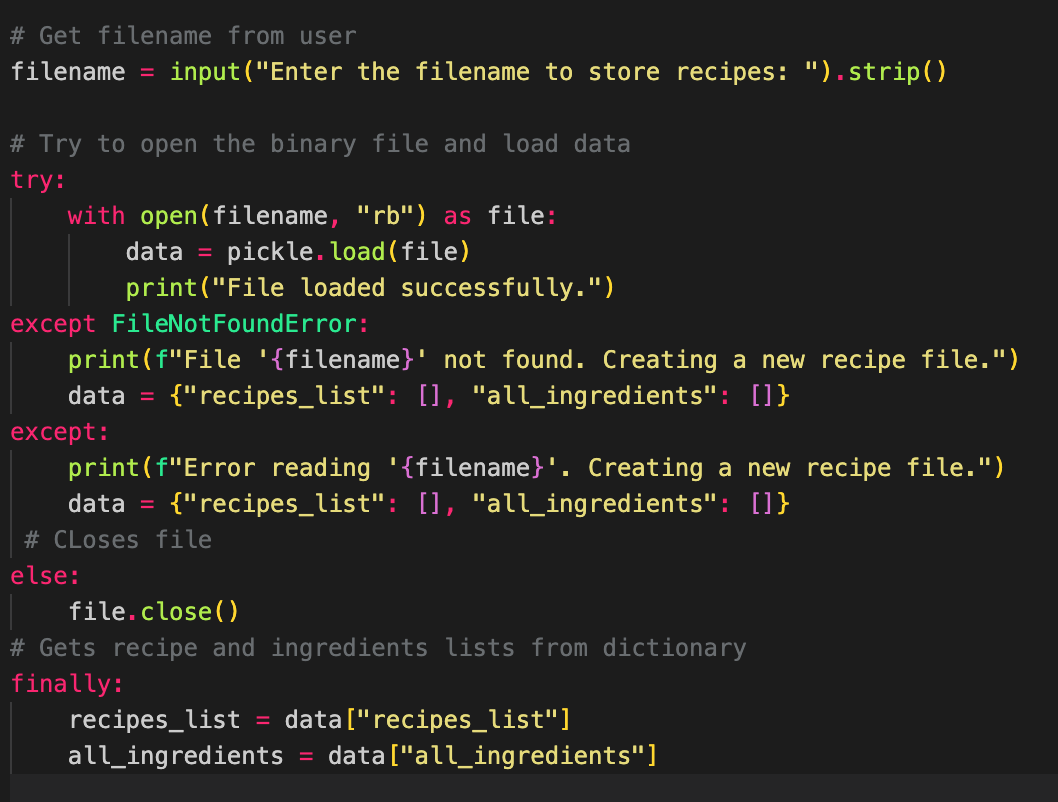 # Get filename from user
filename = input("Enter the filename to store recipes: ").strip()

# Try to open the binary file and load data
try:
    with open(filename, "rb") as file:
        data = pickle.load(file)
        print("File loaded successfully.")
except FileNotFoundError:
    print(f"File '{filename}' not found. Creating a new recipe file.")
    data = {"recipes_list": [], "all_ingredients": []}
except:
    print(f"Error reading '{filename}'. Creating a new recipe file.")
    data = {"recipes_list": [], "all_ingredients": []}
 # CLoses file
else:
    file.close()
# Gets recipe and ingredients lists from dictionary
finally:
    recipes_list = data["recipes_list"]
    all_ingredients = data["all_ingredients"]